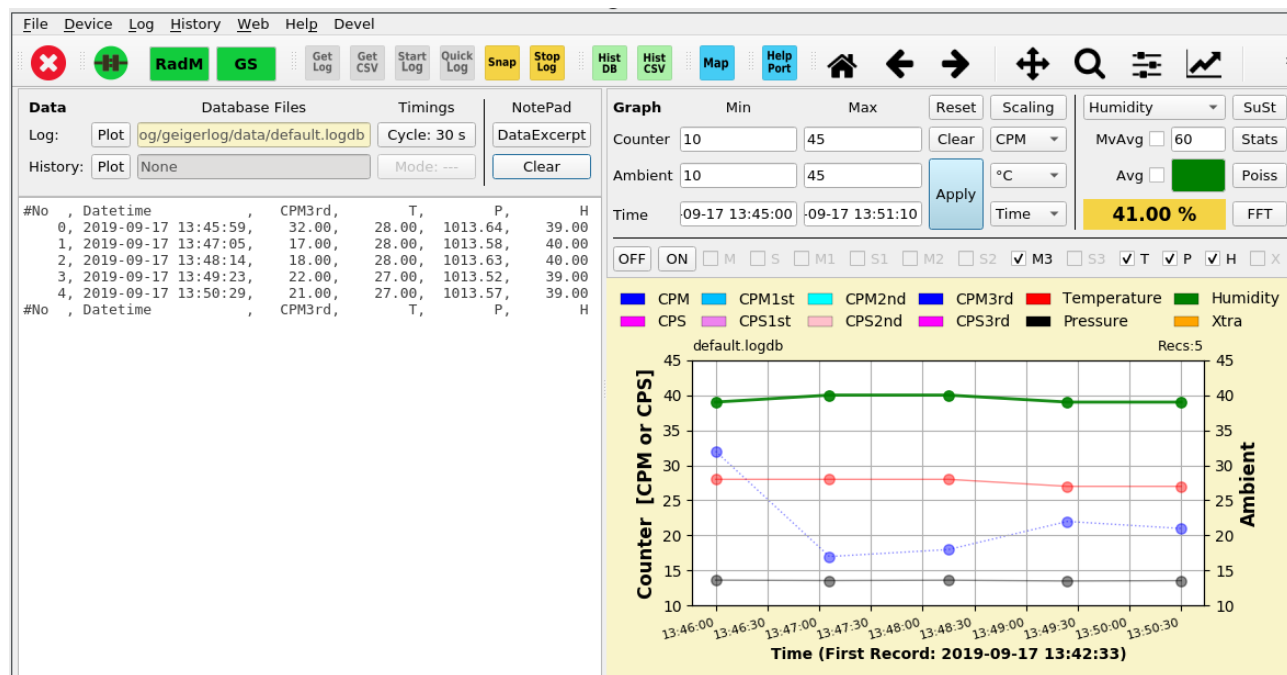 File Device Log History Web Help Devel
RadM GS Get Log Get CSV Start Log Quick Log Snap Stop Log Hist DB Hist CSV Map Help Port
Data Database Files Timings NotePad
Log: Plot og/geigerlog/data/default.logdb Cycle: 30 s DataExcerpt
History: Plot None Mode: --- Clear
#No , Datetime , CPM3rd, T, P, H
0, 2019-09-17 13:45:59, 32.00, 28.00, 1013.64, 39.00
1, 2019-09-17 13:47:05, 17.00, 28.00, 1013.58, 40.00
2, 2019-09-17 13:48:14, 18.00, 28.00, 1013.63, 40.00
3, 2019-09-17 13:49:23, 22.00, 27.00, 1013.52, 39.00
4, 2019-09-17 13:50:29, 21.00, 27.00, 1013.57, 39.00
#No , Datetime , CPM3rd, T, P, H
Graph Min Max Reset Scaling Humidity SuSt
Counter 10 45 Clear CPM MvAvg 60 Stats
Ambient 10 45 Apply °C Avg Poiss
Time -09-17 13:45:00 -09-17 13:51:10 Time 41.00 % FFT
OFF ON M S M1 S1 M2 S2 M3 S3 T P H X
CPM CPM1st CPM2nd CPM3rd Temperature Humidity
CPS CPS1st CPS2nd CPS3rd Pressure Xtra
default.logdb Recs:5
Counter [CPM or CPS]
45 45
40 40
35 35
30 30
25 25
20 20
15 15
10 10
Ambient
13:46:00 13:46:30 13:47:00 13:47:30 13:48:00 13:48:30 13:49:00 13:49:30 13:50:00 13:50:30
Time (First Record: 2019-09-17 13:42:33)